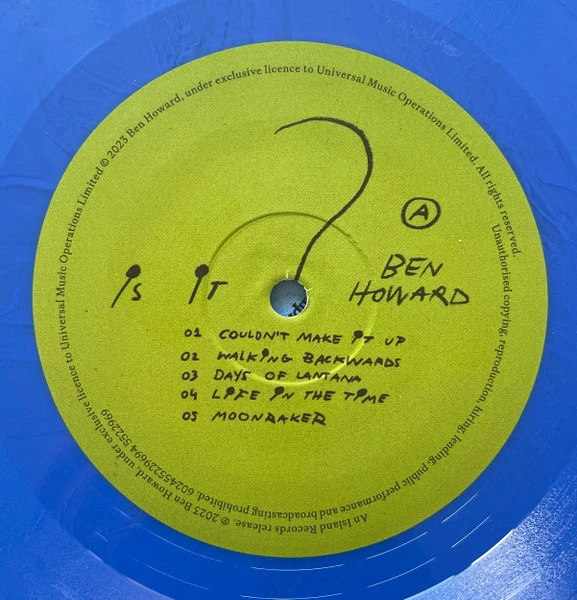 IS IT ?
A
BEN
HOWARD
01 COULDN'T MAKE IT UP
02 WALKING BACKWARDS
03 DAYS OF LANTANA
04 LIFE IN THE TIME
05 MOONRAKER
℗ 2023 Ben Howard, under exclusive licence to Universal Music Operations Limited © 2023 Ben Howard, under exclusive licence to Universal Music Operations Limited. All rights reserved.
Unauthorised copying, reproduction, hiring, lending, public performance and broadcasting prohibited. 602455229694 5522969
An Island Records release.